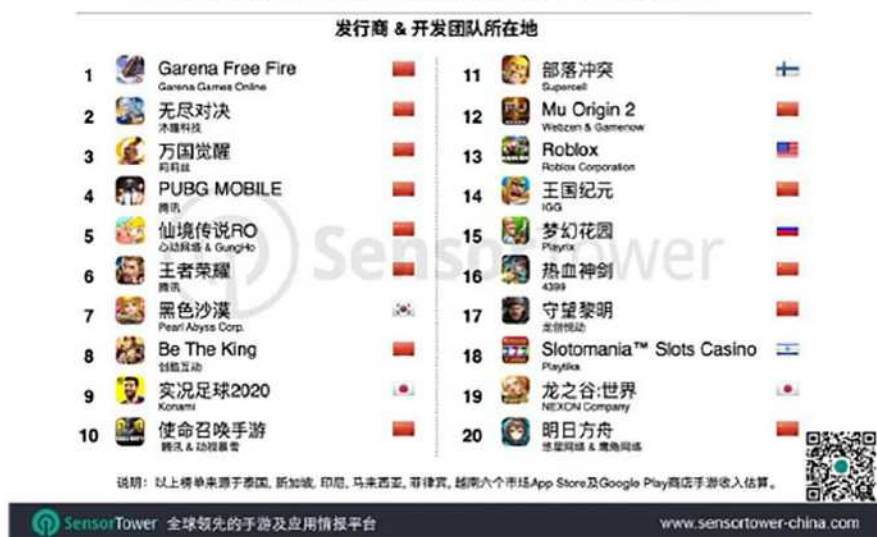 发行商 & 开发团队所在地
1 Garena Free Fire
Garena Games Online
2 无尽对决
沐瞳科技
3 万国觉醒
莉莉丝
4 PUBG MOBILE
腾讯
5 仙境传说RO
心动网络 & GungHo
6 王者荣耀
腾讯
7 黑色沙漠
Pearl Abyss Corp.
8 Be The King
创酷互动
9 实况足球2020
Konami
10 使命召唤手游
腾讯 & 动视暴雪
11 部落冲突
Supercell
12 Mu Origin 2
Webzen & Gamenow
13 Roblox
Roblox Corporation
14 王国纪元
IGG
15 梦幻花园
Playrix
16 热血神剑
4399
17 守望黎明
龙创悦动
18 Slotomania™ Slots Casino
Playtika
19 龙之谷:世界
NEXON Company
20 明日方舟
悠星网络 & 鹰角网络
SensorTower
说明：以上榜单来源于泰国, 新加坡, 印尼, 马来西亚, 菲律宾, 越南六个市场App Store及Google Play商店手游收入估算。
SensorTower 全球领先的手游及应用情报平台
www.sensortower-china.com